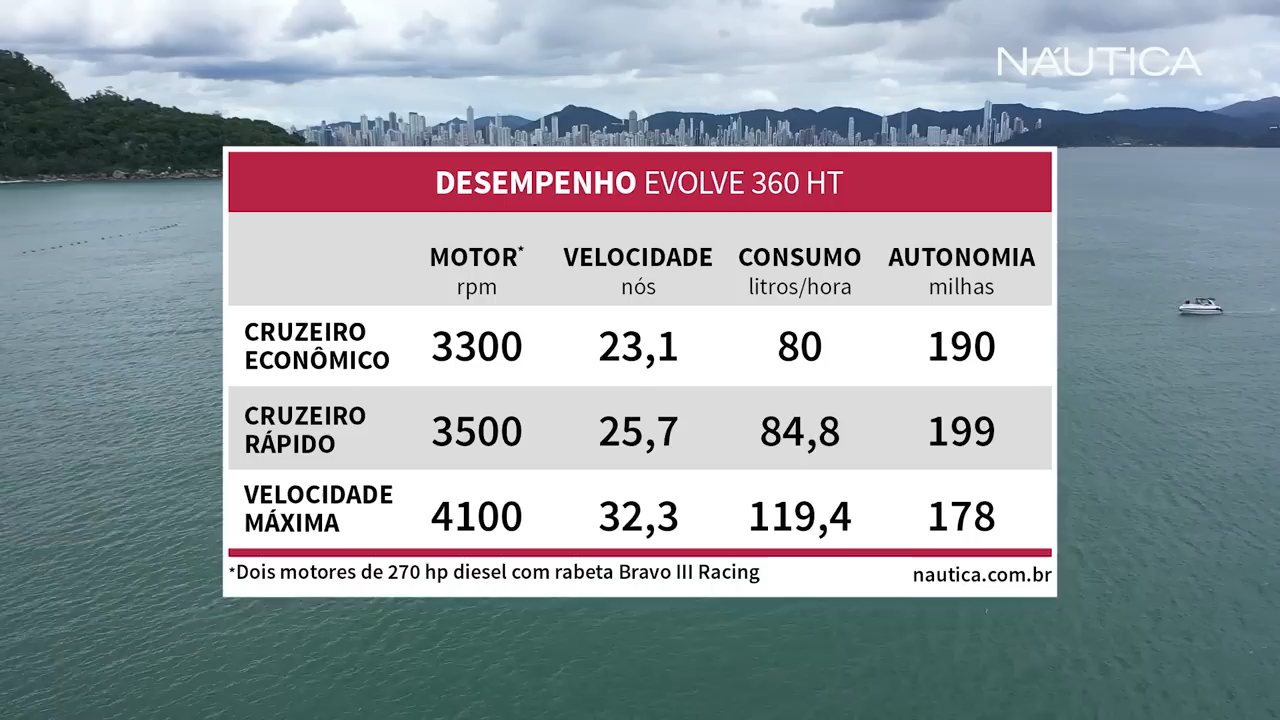 NÁUTICA
DESEMPENHO EVOLVE 360 HT
MOTOR* VELOCIDADE CONSUMO AUTONOMIA
rpm nós litros/hora milhas
CRUZEIRO
ECONÔMICO 3300 23,1 80 190
CRUZEIRO
RÁPIDO 3500 25,7 84,8 199
VELOCIDADE
MÁXIMA 4100 32,3 119,4 178
*Dois motores de 270 hp diesel com rabeta Bravo III Racing nautica.com.br